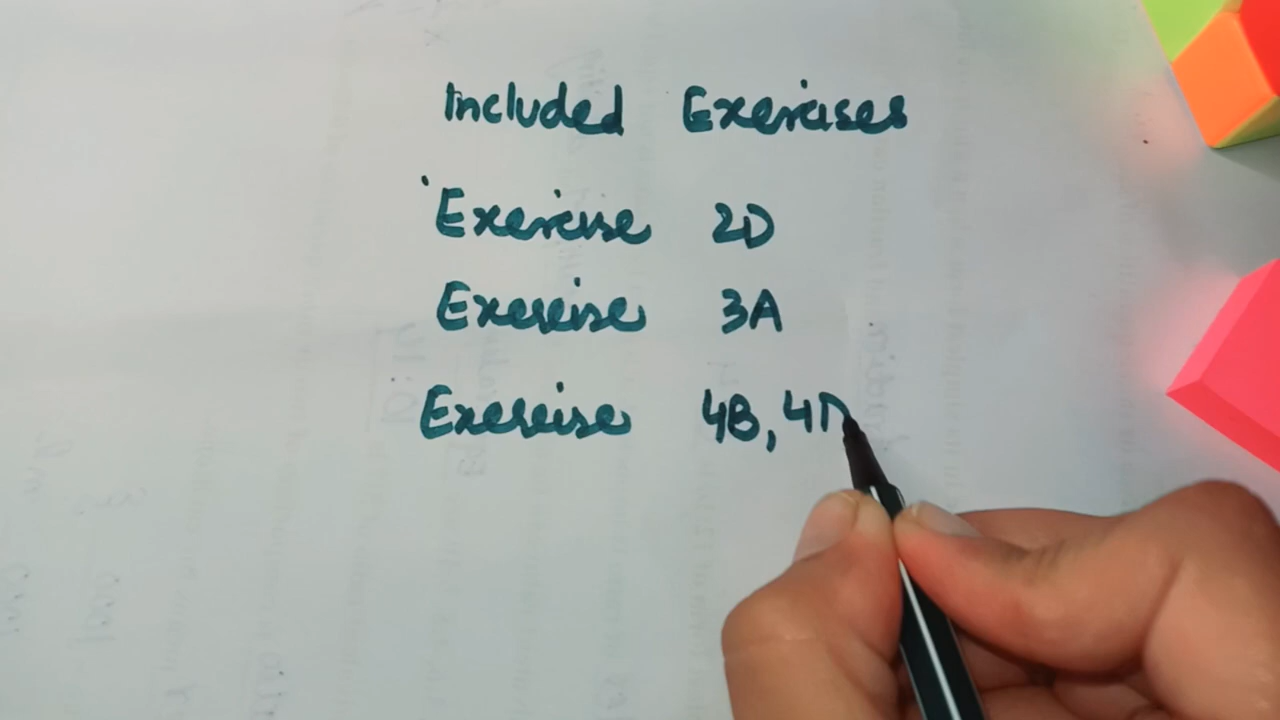 Included Exercises
Exercise 2D
Exercise 3A
Exercise 4B, 4D